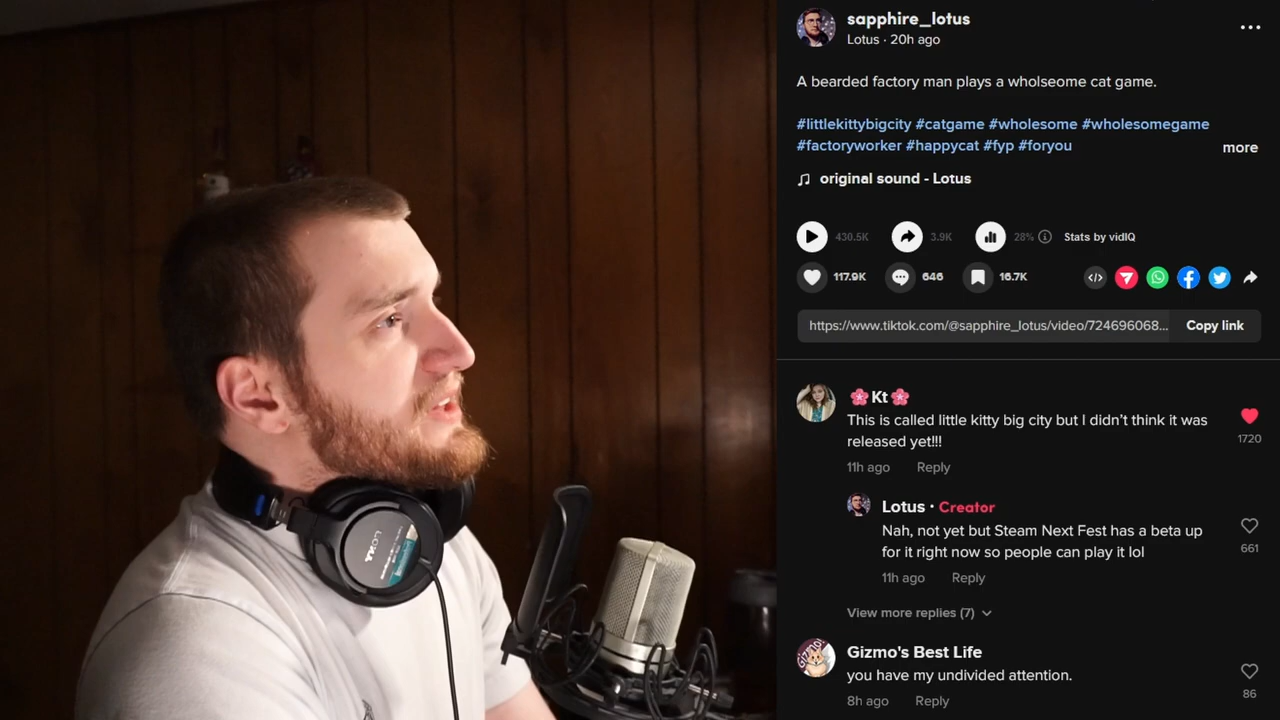 sapphire_lotus
Lotus · 20h ago
A bearded factory man plays a wholseome cat game.
#littlekittybigcity #catgame #wholesome #wholesomegame
#factoryworker #happycat #fyp #foryou
more
original sound - Lotus
430.5K 3.9K 28% Stats by vidIQ
117.9K 646 16.7K
https://www.tiktok.com/@sapphire_lotus/video/724696068... Copy link
🌸Kt🌸
This is called little kitty big city but I didn’t think it was
released yet!!!
1720
11h ago Reply
Lotus · Creator
Nah, not yet but Steam Next Fest has a beta up
for it right now so people can play it lol
661
11h ago Reply
View more replies (7)
Gizmo's Best Life
you have my undivided attention.
86
8h ago Reply